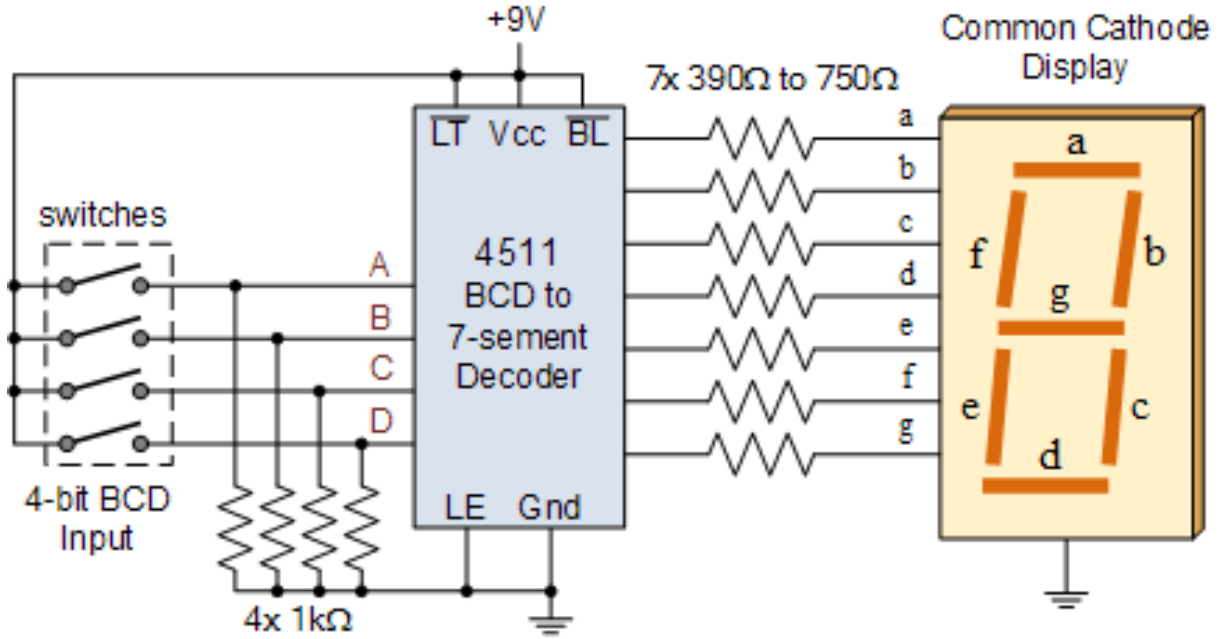 +9V
Common Cathode
Display
7x 390Ω to 750Ω
LT Vcc BL
switches
A
B
C
D
4511
BCD to
7-sement
Decoder
LE Gnd
4-bit BCD
Input
4x 1kΩ
a
b
c
d
e
f
g
a
f
b
g
e
c
d